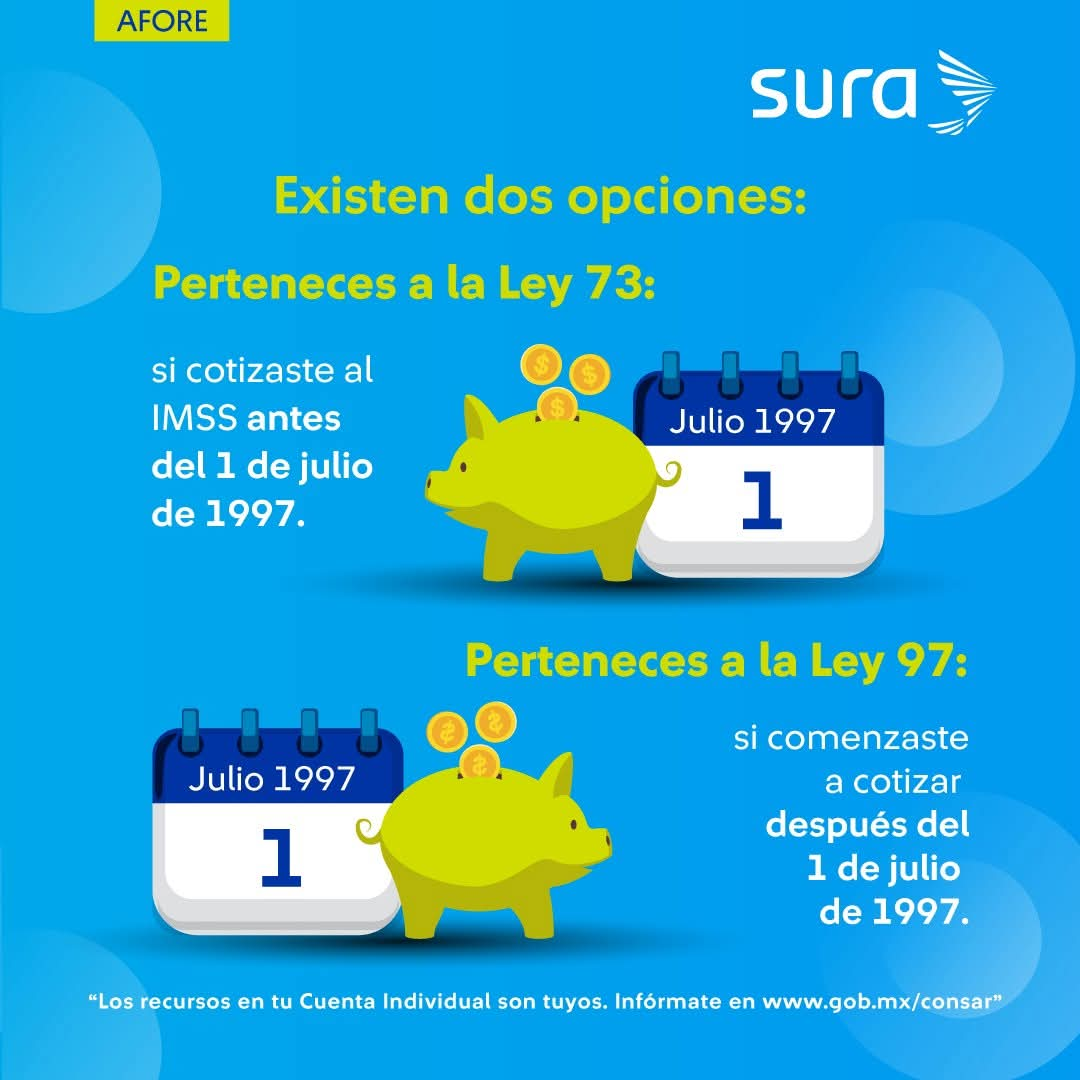 AFORE
sura
Existen dos opciones:
Perteneces a la Ley 73:
si cotizaste al
IMSS antes
del 1 de julio
de 1997.
$
$
$
Julio 1997
1
Perteneces a la Ley 97:
Julio 1997
1
si comenzaste
a cotizar
después del
1 de julio
de 1997.
“Los recursos en tu Cuenta Individual son tuyos. Infórmate en www.gob.mx/consar”